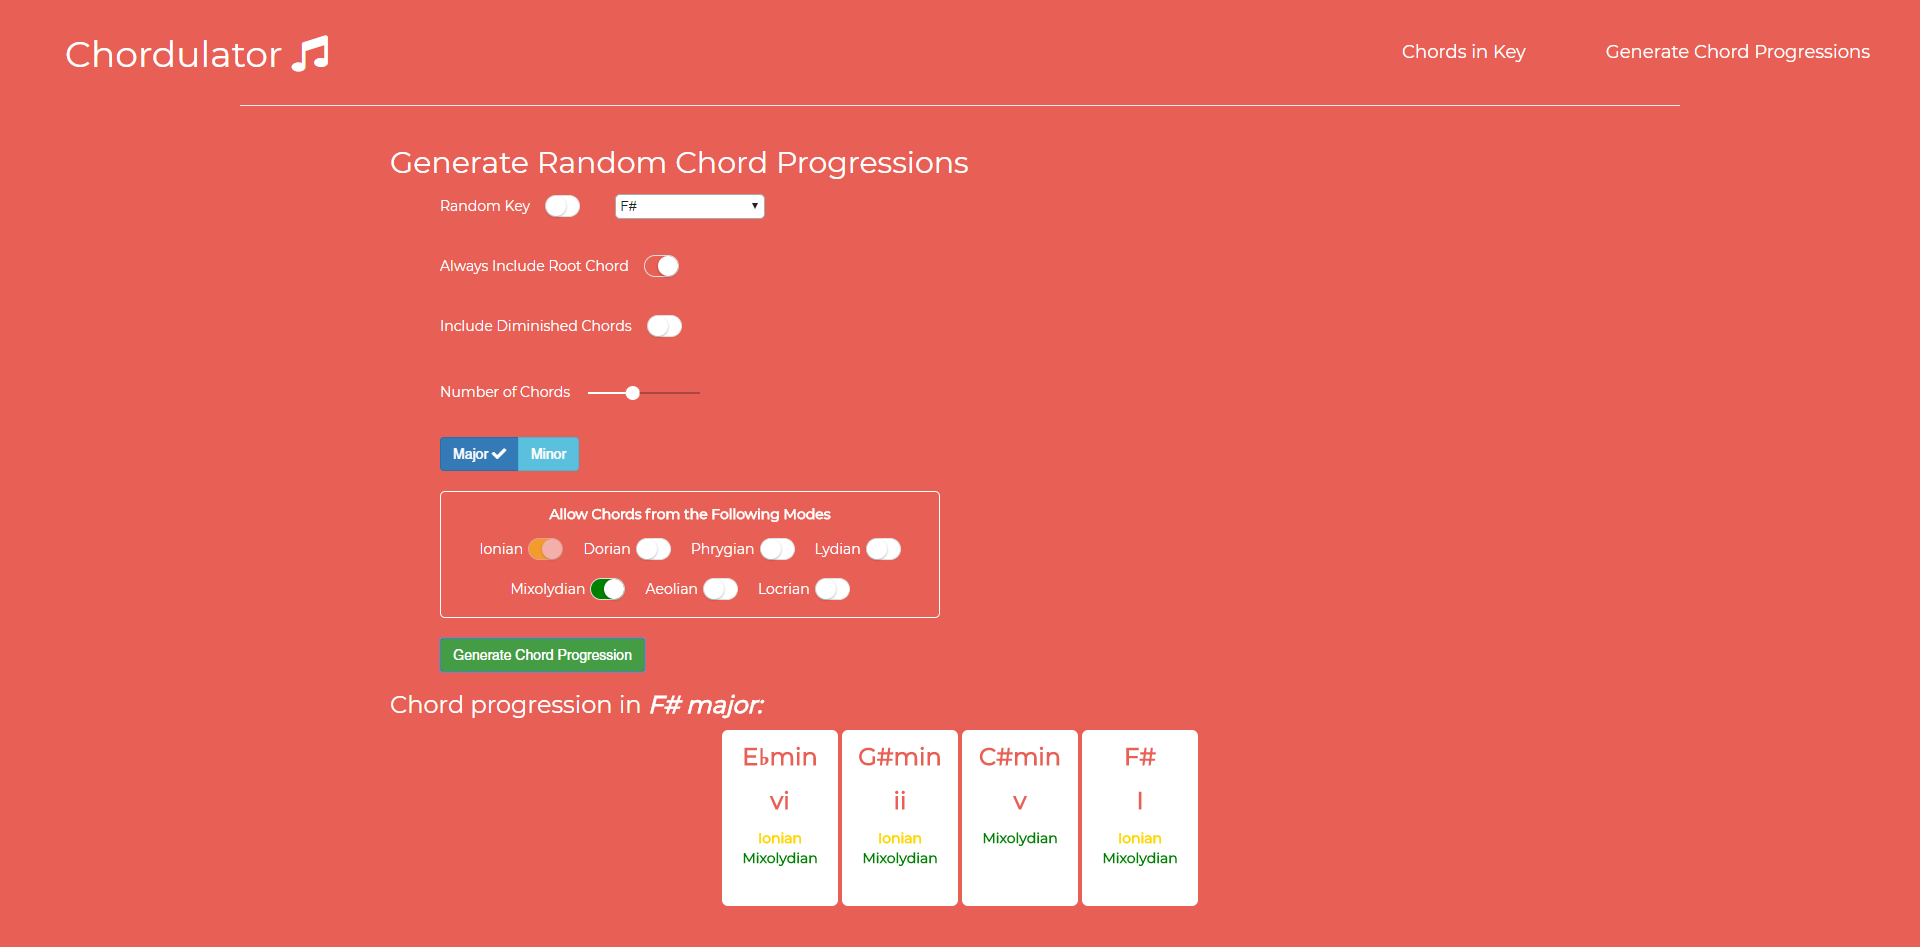 Chordulator
Chords in Key
Generate Chord Progressions
Generate Random Chord Progressions
Random Key
F#
Always Include Root Chord
Include Diminished Chords
Number of Chords
Major Minor
Allow Chords from the Following Modes
Ionian Dorian Phrygian Lydian
Mixolydian Aeolian Locrian
Generate Chord Progression
Chord progression in F# major:
E♭min G#min C#min F#
vi ii v I
Ionian Ionian Mixolydian Ionian
Mixolydian Mixolydian Mixolydian